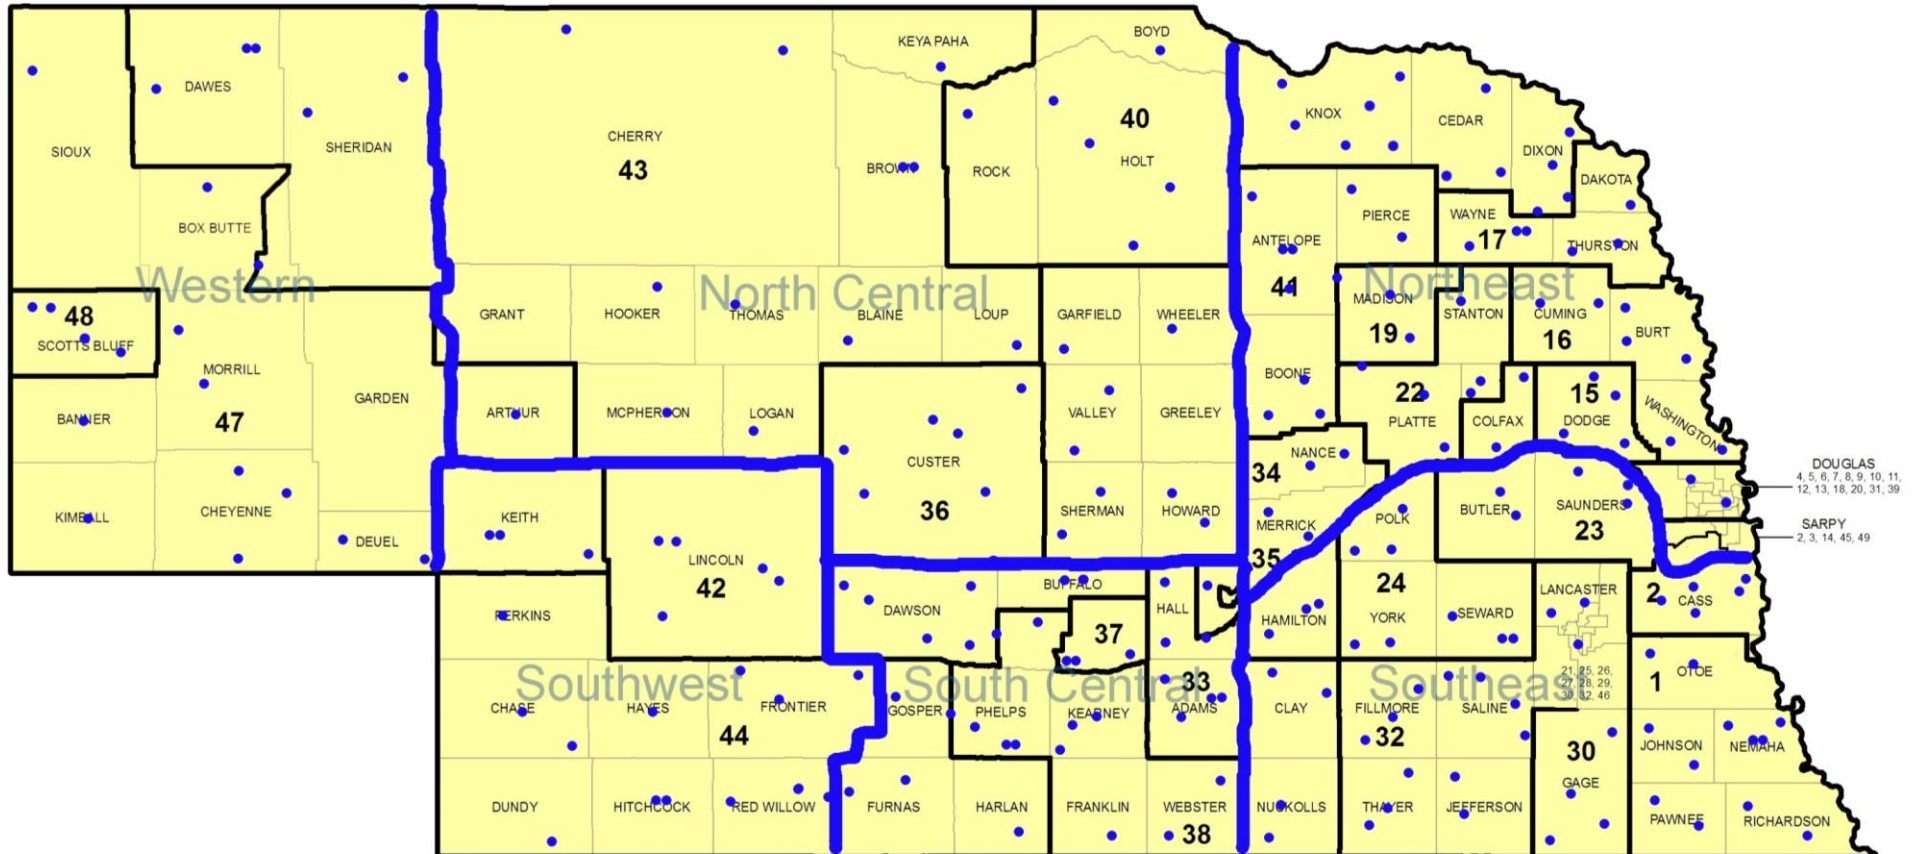 BOYD
KEYA PAHA
DAWES
KNOX
CEDAR
40
CHERRY
43
SIOUX
SHERIDAN
BROWN
ROCK
HOLT
DIXON
DAKOTA
BOX BUTTE
ANTELOPE
PIERCE
WAYNE
17
THURSTON
Western
North Central
41
Northeast
48
SCOTTS BLUFF
GRANT
HOOKER
THOMAS
BLAINE
LOUP
GARFIELD
WHEELER
MADISON
19
STANTON
CUMING
16
BURT
MORRILL
47
GARDEN
BANNER
ARTHUR
MCPHERSON
LOGAN
VALLEY
GREELEY
BOONE
22
PLATTE
COLFAX
15
DODGE
WASHINGTON
CUSTER
36
34
NANCE
DOUGLAS
4, 5, 6, 7, 8, 9, 10, 11,
12, 13, 18, 20, 31, 39
KIMBALL
CHEYENNE
DEUEL
KEITH
SHERMAN
HOWARD
MERRICK
35
POLK
BUTLER
SAUNDERS
23
SARPY
2, 3, 14, 45, 49
LINCOLN
42
BUFFALO
DAWSON
HALL
HAMILTON
24
YORK
SEWARD
LANCASTER
2
CASS
PERKINS
37
Southwest
South Central
Southeast
33
ADAMS
21, 25, 26,
27, 28, 29,
30, 32, 46
1
OTOE
CHASE
HAYES
FRONTIER
44
GOSPER
PHELPS
KEARNEY
CLAY
FILLMORE
32
SALINE
30
GAGE
JOHNSON
NEMAHA
DUNDY
HITCHCOCK
RED WILLOW
FURNAS
HARLAN
FRANKLIN
WEBSTER
38
NUCKOLLS
THAYER
JEFFERSON
PAWNEE
RICHARDSON